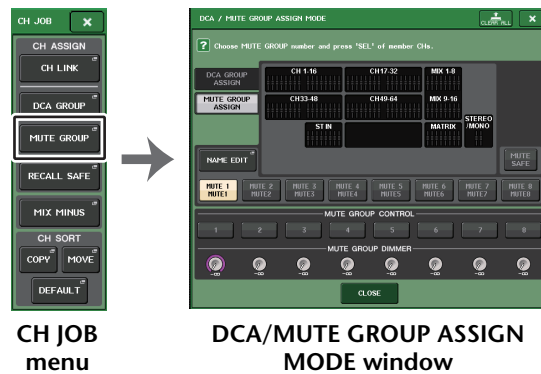 CH JOB
CH ASSIGN
CH LINK
DCA GROUP
MUTE GROUP
RECALL SAFE
MIX MINUS
CH SORT
COPY MOVE
DEFAULT
CH JOB
menu
DCA / MUTE GROUP ASSIGN MODE
CLEAR ALL
? Choose MUTE GROUP number and press "SEL" of member CHs.
DCA GROUP
ASSIGN
MUTE GROUP
ASSIGN
CH 1-16 CH17-32 MIX 1-8
CH33-48 CH49-64 MIX 9-16
STEREO
/MONO
ST IN MATRIX
NAME EDIT
MUTE
SAFE
MUTE 1 MUTE 2 MUTE 3 MUTE 4 MUTE 5 MUTE 6 MUTE 7 MUTE 8
MUTE1 MUTE2 MUTE3 MUTE4 MUTE5 MUTE6 MUTE7 MUTE8
MUTE GROUP CONTROL
1 2 3 4 5 6 7 8
MUTE GROUP DIMMER
-∞ -∞ -∞ -∞ -∞ -∞ -∞ -∞
CLOSE
DCA/MUTE GROUP ASSIGN
MODE window